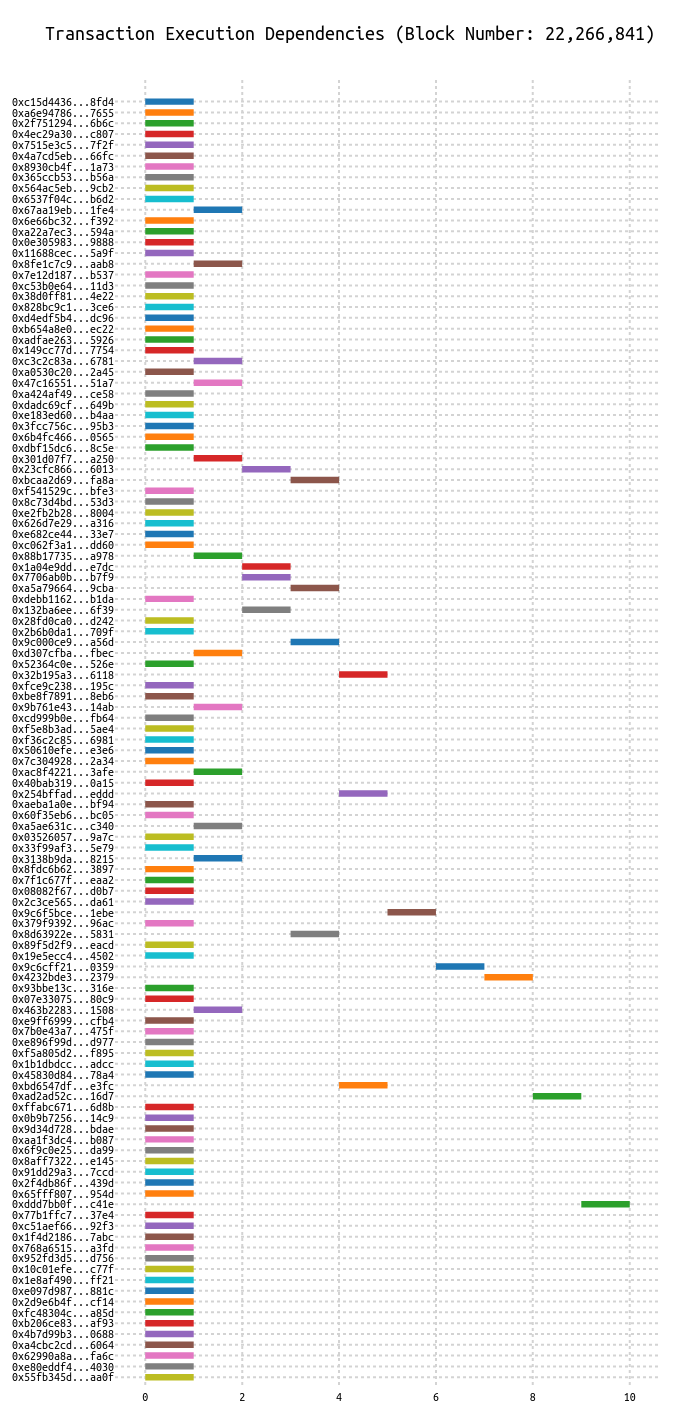 Transaction Execution Dependencies (Block Number: 22,266,841)
0xc15d4436...8fd4
0xa6e94786...7655
0x2f751294...6b6c
0x4ec29a30...c807
0x7515e3c5...7f2f
0x4a7cd5eb...66fc
0x8930cb4f...1a73
0x365ccb53...b56a
0x564ac5eb...9cb2
0x6537f04c...b6d2
0x67aa19eb...1fe4
0x6e66bc32...f392
0xa22a7ec3...594a
0x0e305983...9888
0x11688cec...5a9f
0x8fe1c7c9...aab8
0x7e12d187...b537
0xc53b0e64...11d3
0x38d0ff81...4e22
0x828bc9c1...3ce6
0xd4edf5b4...dc96
0xb654a8e0...ec22
0xadfae263...5926
0x149cc77d...7754
0xc3c2c83a...6781
0xa0530c20...2a45
0x47c16551...51a7
0xa424af49...ce58
0xdadc69cf...649b
0xe183ed60...b4aa
0x3fcc756c...95b3
0x6b4fc466...0565
0xdbf15dc6...8c5e
0x301d07f7...a250
0x23cfc866...6013
0xbcaa2d69...fa8a
0xf541529c...bfe3
0x8c73d4bd...53d3
0xe2fb2b28...8004
0x626d7e29...a316
0xe682ce44...33e7
0xc062f3a1...dd60
0x88b17735...a978
0x1a04e9dd...e7dc
0x7706ab0b...b7f9
0xa5a79664...9cba
0xdebb1162...b1da
0x132ba6ee...6f39
0x28fd0ca0...d242
0x2b6b0da1...709f
0x9c000ce9...a56d
0xd307cfba...fbec
0x52364c0e...526e
0x32b195a3...6118
0xfce9c238...195c
0xbe8f7891...8eb6
0x9b761e43...14ab
0xcd999b0e...fb64
0xf5e8b3ad...5ae4
0xf36c2c85...6981
0x50610efe...e3e6
0x7c304928...2a34
0xac8f4221...3afe
0x40bab319...0a15
0x254bffad...eddd
0xaeba1a0e...bf94
0x60f35eb6...bc05
0xa5ae631c...c340
0x03526057...9a7c
0x33f99af3...5e79
0x3138b9da...8215
0x8fdc6b62...3897
0x7f1c677f...eaa2
0x08082f67...d0b7
0x2c3ce565...da61
0x9c6f5bce...1ebe
0x379f9392...96ac
0x8d63922e...5831
0x89f5d2f9...eacd
0x19e5ecc4...4502
0x9c6cff21...0359
0x4232bde3...2379
0x93bbe13c...316e
0x07e33075...80c9
0x463b2283...1508
0xe9ff6999...cfb4
0x7b0e43a7...475f
0xe896f99d...d977
0xf5a805d2...f895
0x1b1dbdcc...adcc
0x45830d84...78a4
0xbd6547df...e3fc
0xad2ad52c...16d7
0xffabc671...6d8b
0x0b9b7256...14c9
0x9d34d728...bdae
0xaa1f3dc4...b087
0x6f9c0e25...da99
0x8aff7322...e145
0x91dd29a3...7ccd
0x2f4db86f...439d
0x65fff807...954d
0xddd7bb0f...c41e
0x77b1ffc7...37e4
0xc51aef66...92f3
0x1f4d2186...7abc
0x768a6515...a3fd
0x952fd3d5...d756
0x10c01efe...c77f
0x1e8af490...ff21
0xe097d987...881c
0x2d9e6b4f...cf14
0xfc48304c...a85d
0xb206ce83...af93
0x4b7d99b3...0688
0xa4cbc2cd...6064
0x62990a8a...fa6c
0xe80eddf4...4030
0x55fb345d...aa0f
0 2 4 6 8 10